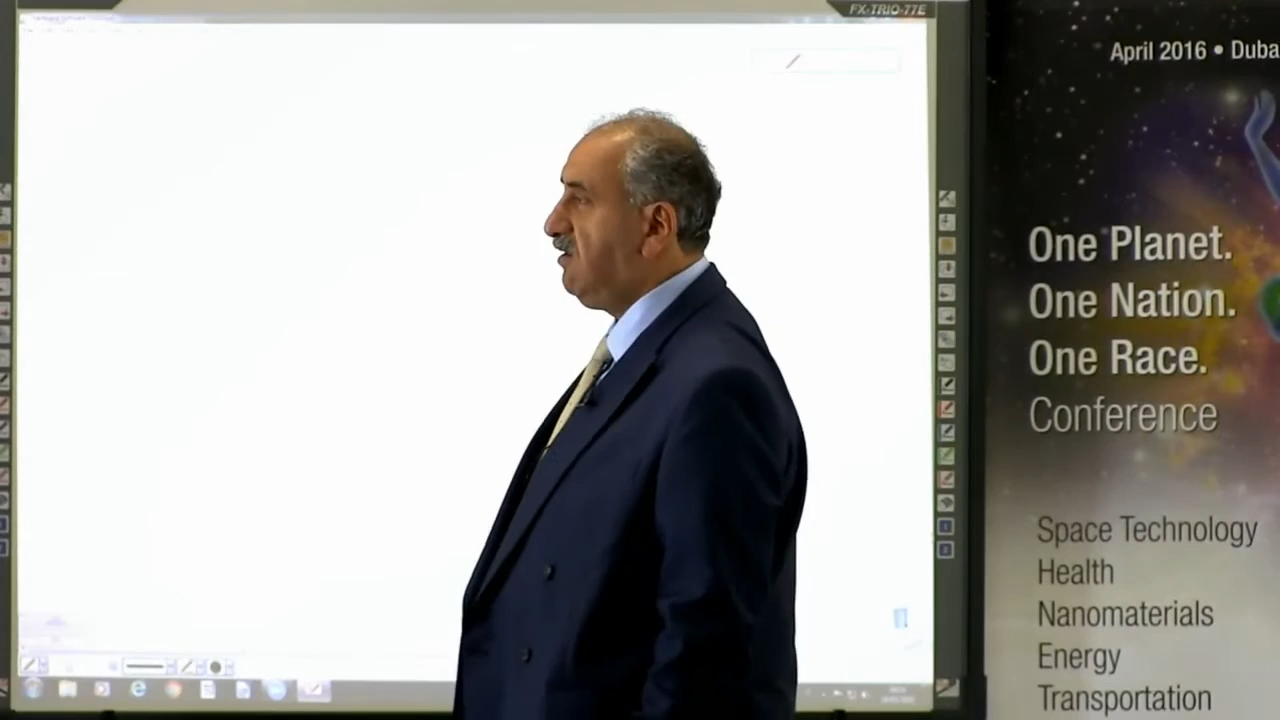 FX-TRIO-77E
April 2016 • Duba
One Planet.
One Nation.
One Race.
Conference
Space Technology
Health
Nanomaterials
Energy
Transportation